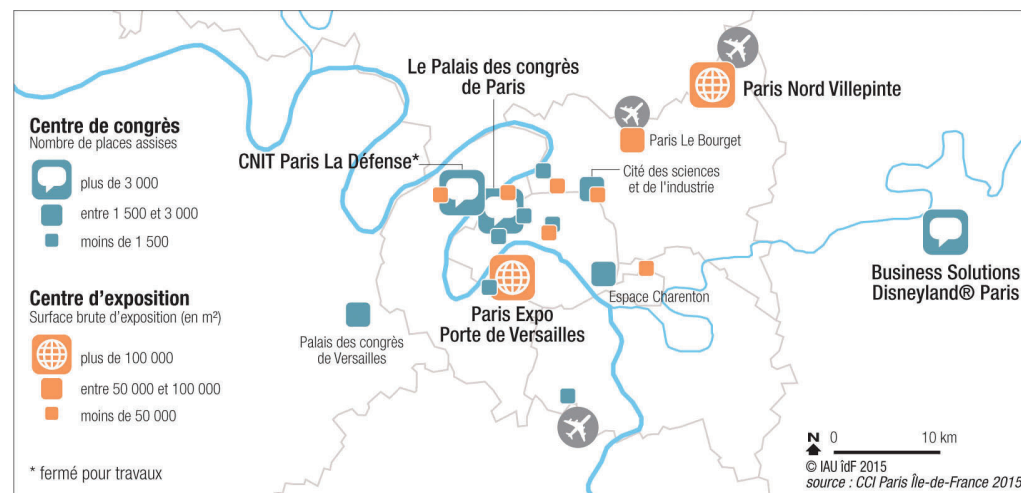 Le Palais des congrès
de Paris
Paris Nord Villepinte
Centre de congrès
Nombre de places assises
plus de 3 000
entre 1 500 et 3 000
moins de 1 500
CNIT Paris La Défense*
Paris Le Bourget
Cité des sciences
et de l'industrie
Business Solutions
Disneyland® Paris
Espace Charenton
Centre d'exposition
Surface brute d'exposition (en m²)
plus de 100 000
entre 50 000 et 100 000
moins de 50 000
Paris Expo
Porte de Versailles
Palais des congrès
de Versailles
* fermé pour travaux
N 0 10 km
© IAU îdF 2015
source : CCI Paris Île-de-France 2015